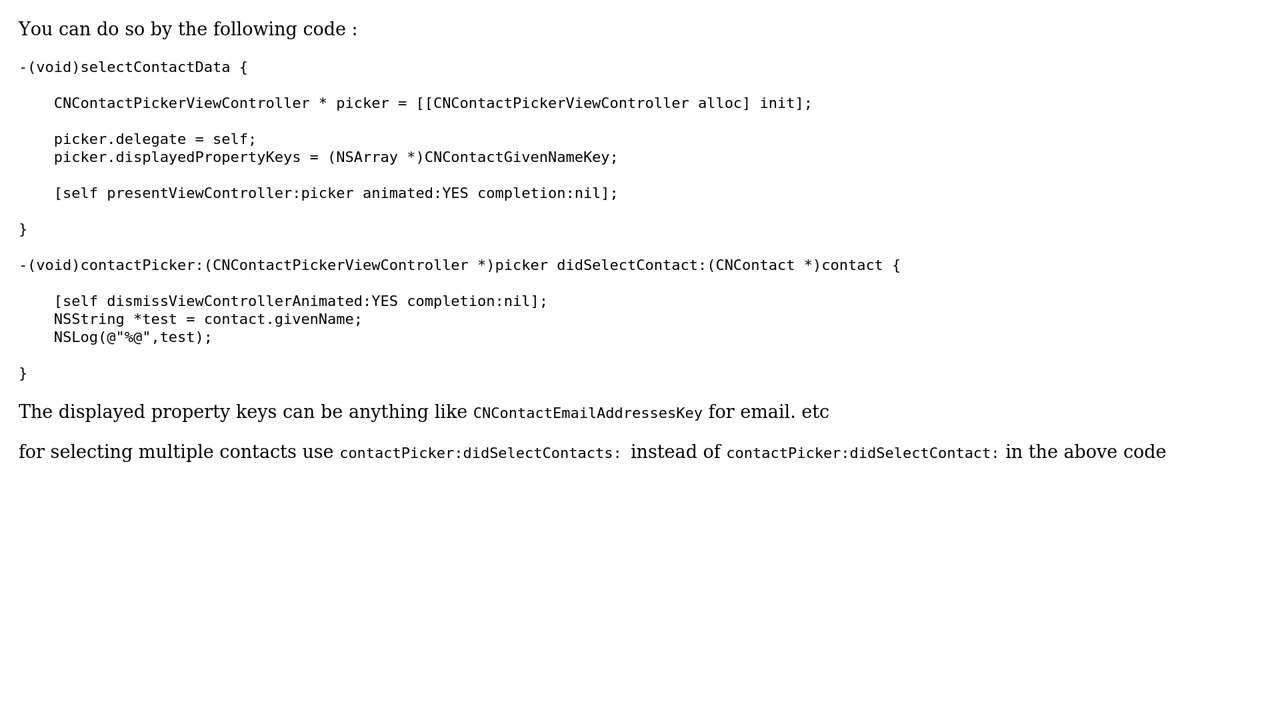 You can do so by the following code :
-(void)selectContactData {
    CNContactPickerViewController * picker = [[CNContactPickerViewController alloc] init];
    picker.delegate = self;
    picker.displayedPropertyKeys = (NSArray *)CNContactGivenNameKey;
    [self presentViewController:picker animated:YES completion:nil];
}
-(void)contactPicker:(CNContactPickerViewController *)picker didSelectContact:(CNContact *)contact {
    [self dismissViewControllerAnimated:YES completion:nil];
    NSString *test = contact.givenName;
    NSLog(@"%@",test);
}
The displayed property keys can be anything like CNContactEmailAddressesKey for email. etc
for selecting multiple contacts use contactPicker:didSelectContacts: instead of contactPicker:didSelectContact: in the above code